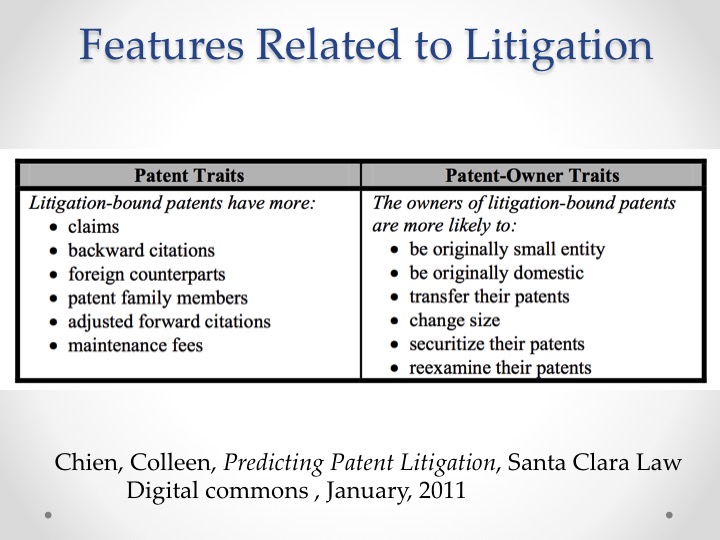 Features Related to Litigation
Patent Traits
Litigation-bound patents have more:
• claims
• backward citations
• foreign counterparts
• patent family members
• adjusted forward citations
• maintenance fees
Patent-Owner Traits
The owners of litigation-bound patents
are more likely to:
• be originally small entity
• be originally domestic
• transfer their patents
• change size
• securitize their patents
• reexamine their patents
Chien, Colleen, Predicting Patent Litigation, Santa Clara Law
Digital commons , January, 2011